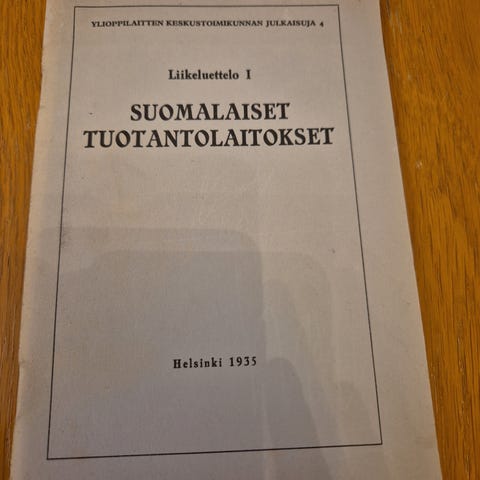 YLIOPPILAITTEN KESKUSTOIMIKUNNAN JULKAISUJA 4
Liikeluettelo I
SUOMALAISET
TUOTANTOLAITOKSET
Helsinki 1935